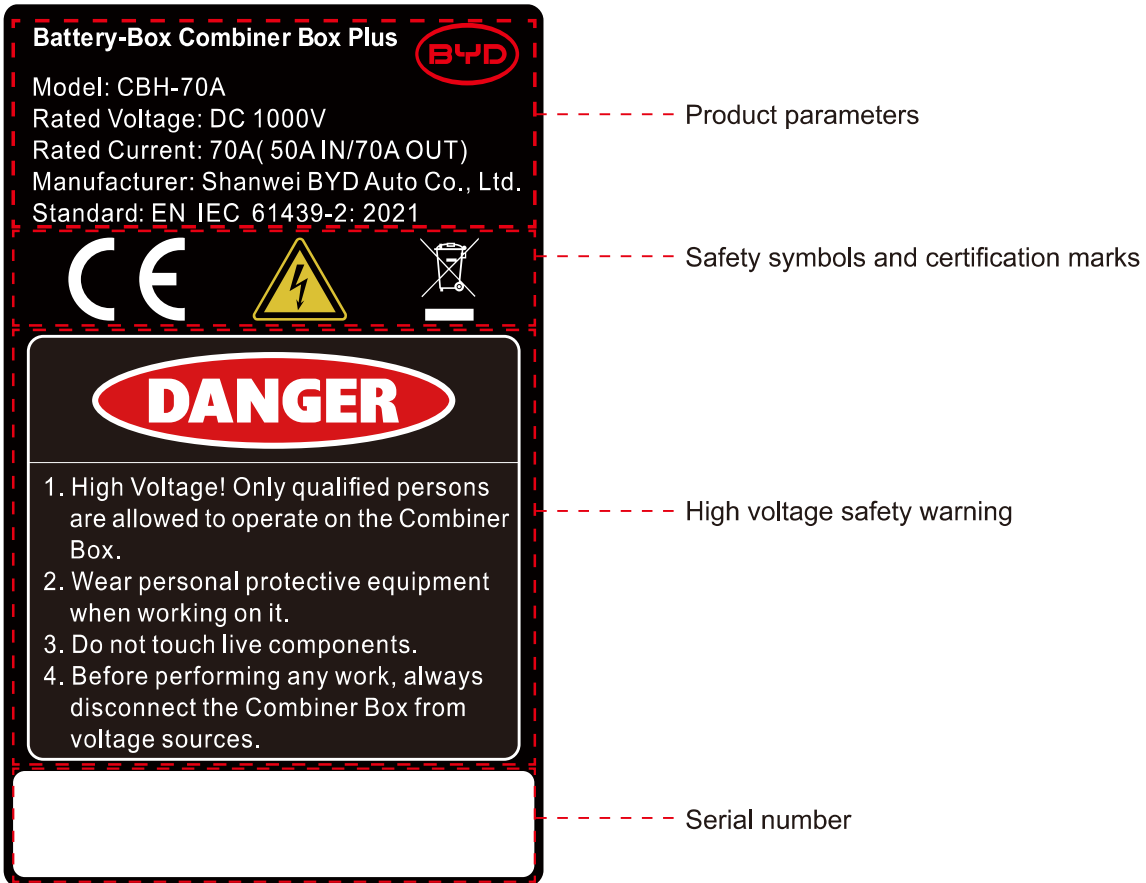 Battery-Box Combiner Box Plus
BYD
Model: CBH-70A
Rated Voltage: DC 1000V
Rated Current: 70A( 50A IN/70A OUT)
Manufacturer: Shanwei BYD Auto Co., Ltd.
Standard: EN IEC 61439-2: 2021
Product parameters
CE
Safety symbols and certification marks
DANGER
1. High Voltage! Only qualified persons
are allowed to operate on the Combiner
Box.
2. Wear personal protective equipment
when working on it.
3. Do not touch live components.
4. Before performing any work, always
disconnect the Combiner Box from
voltage sources.
High voltage safety warning
Serial number